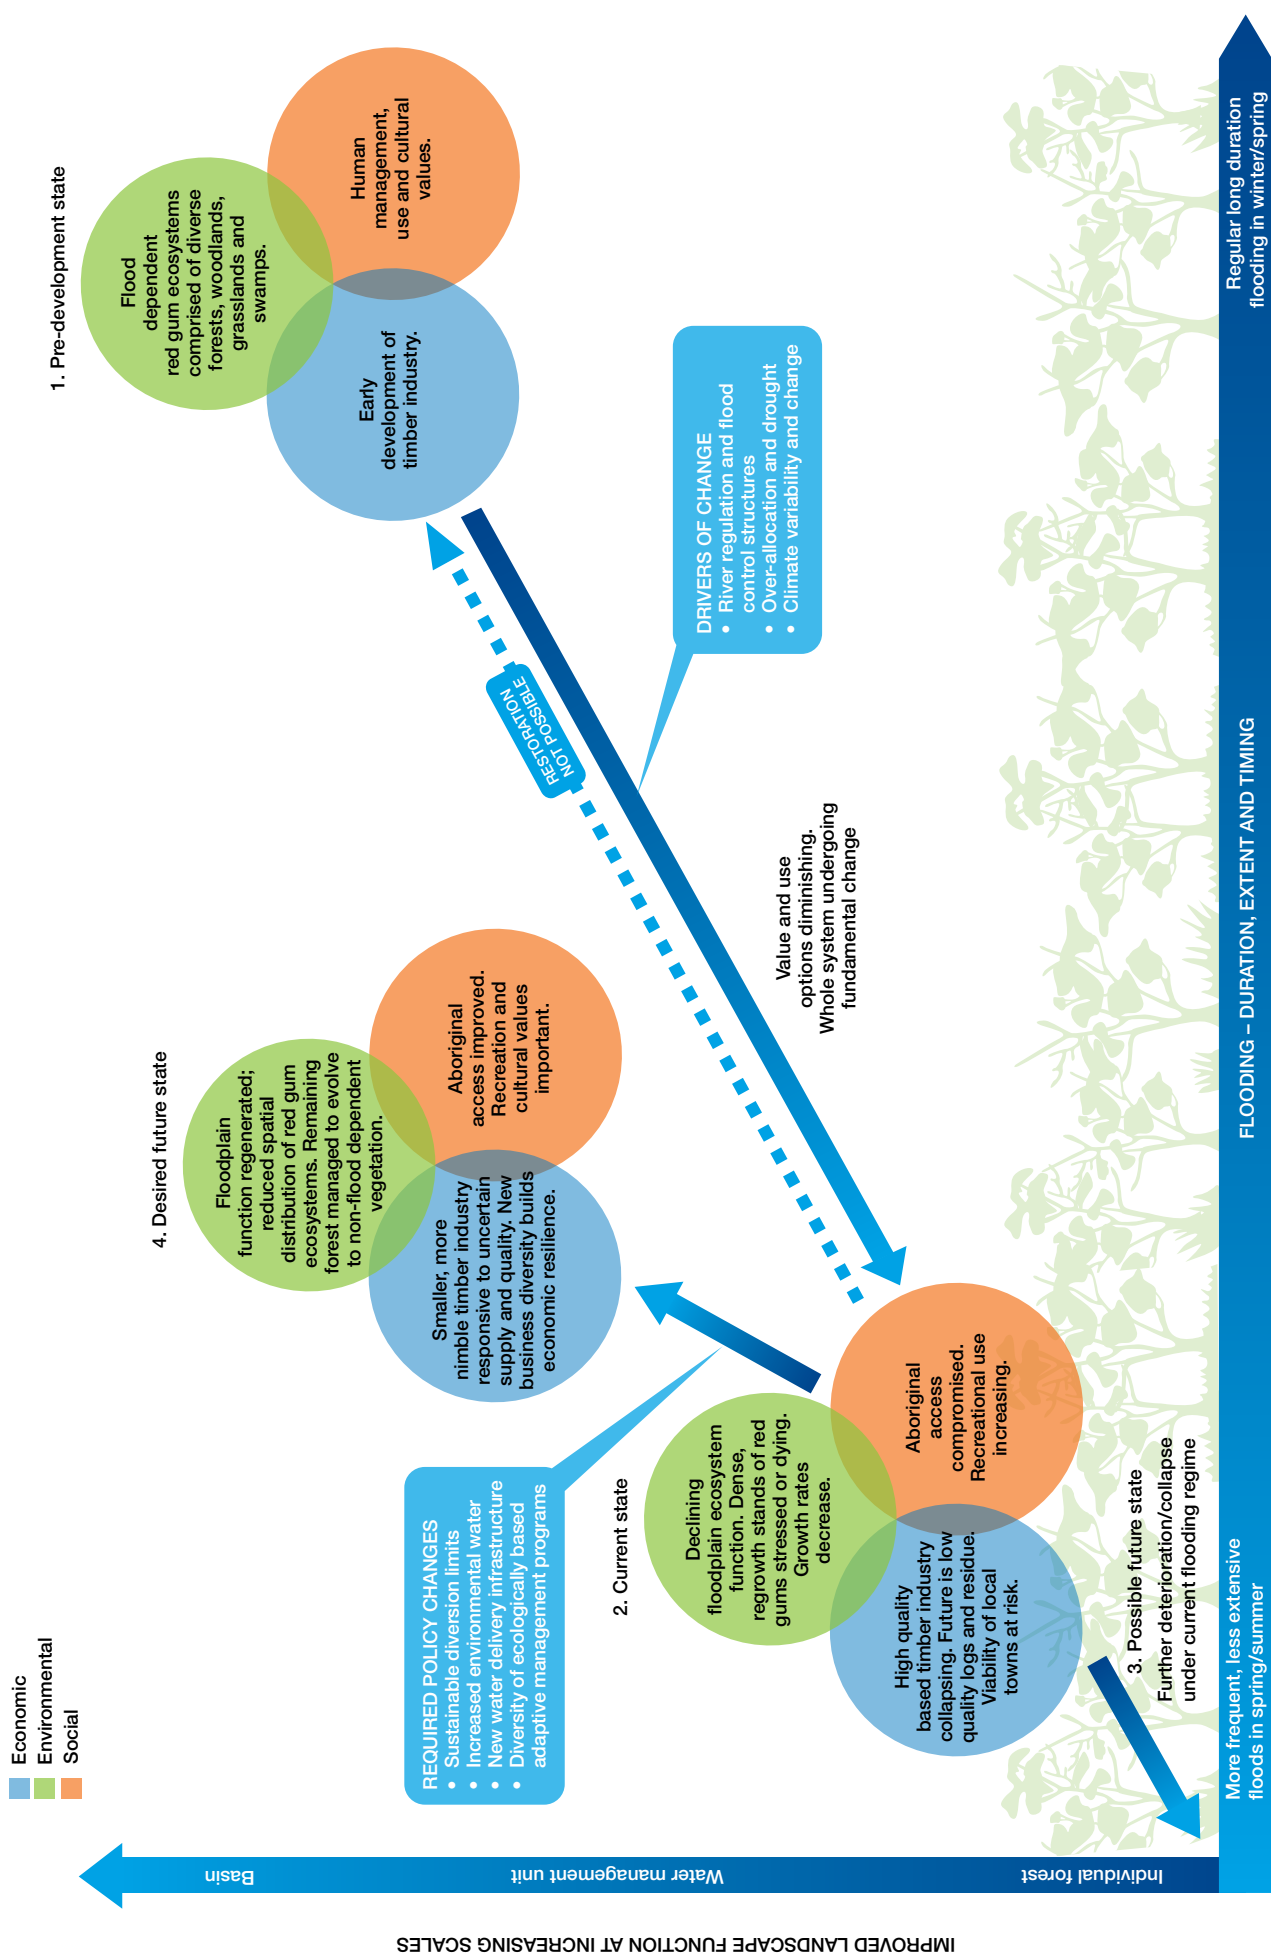 Economic
Environmental
Social
IMPROVED LANDSCAPE FUNCTION AT INCREASING SCALES
Basin
Water management unit
Individual forest
1. Pre-development state
Flood
dependent
red gum ecosystems
comprised of diverse
forests, woodlands,
grasslands and
swamps.
Early
development of
timber industry.
Human
management,
use and cultural
values.
4. Desired future state
Floodplain
function regenerated;
reduced spatial
distribution of red gum
ecosystems. Remaining
forest managed to evolve
to non-flood dependent
vegetation.
Smaller, more
nimble timber industry
responsive to uncertain
supply and quality. New
business diversity builds
economic resilience.
Aboriginal
access improved.
Recreation and
cultural values
important.
REQUIRED POLICY CHANGES
• Sustainable diversion limits
• Increased environmental water
• New water delivery infrastructure
• Diversity of ecologically based
adaptive management programs
RESTORATION
NOT POSSIBLE
DRIVERS OF CHANGE
• River regulation and flood
control structures
• Over-allocation and drought
• Climate variability and change
Value and use
options diminishing.
Whole system undergoing
fundamental change
2. Current state
Declining
floodplain ecosystem
function. Dense,
regrowth stands of red
gums stressed or dying.
Growth rates
decrease.
High quality
based timber industry
collapsing. Future is low
quality logs and residue.
Viability of local
towns at risk.
Aboriginal
access
compromised.
Recreational use
increasing.
3. Possible future state
Further deterioration/collapse
under current flooding regime
More frequent, less extensive
floods in spring/summer
FLOODING – DURATION, EXTENT AND TIMING
Regular long duration
flooding in winter/spring